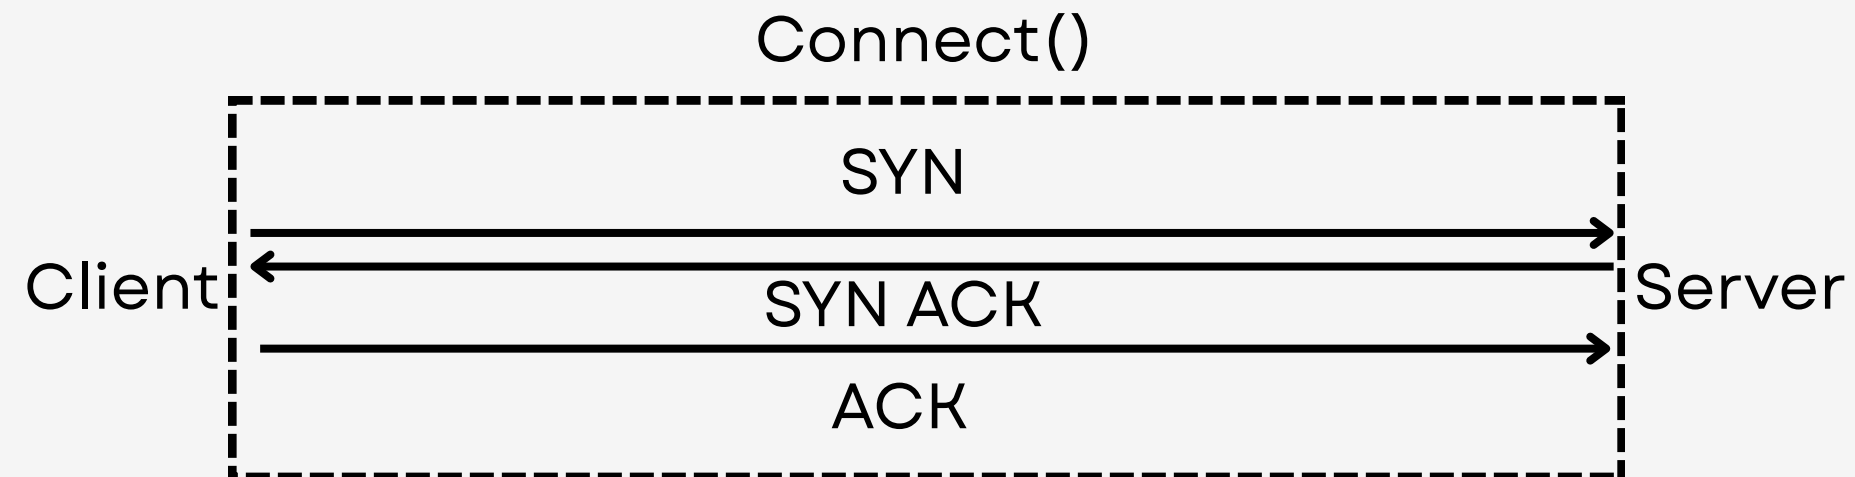 Connect()
SYN
Client
Server
SYN ACK
ACK